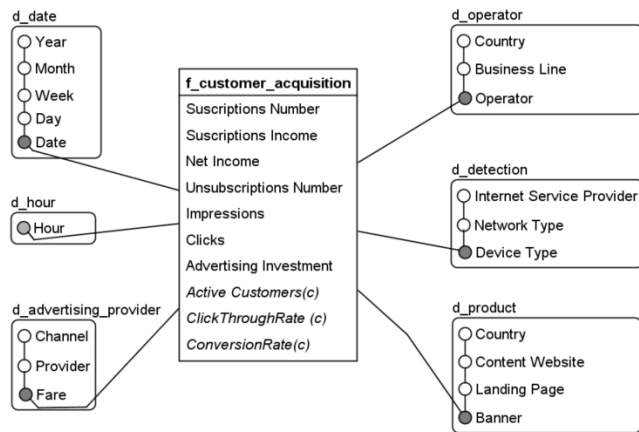 d_date
Year
Month
Week
Day
Date
d_hour
Hour
d_advertising_provider
Channel
Provider
Fare
f_customer_acquisition
Suscriptions Number
Suscriptions Income
Net Income
Unsubscriptions Number
Impressions
Clicks
Advertising Investment
Active Customers(c)
ClickThroughRate (c)
ConversionRate(c)
d_operator
Country
Business Line
Operator
d_detection
Internet Service Provider
Network Type
Device Type
d_product
Country
Content Website
Landing Page
Banner